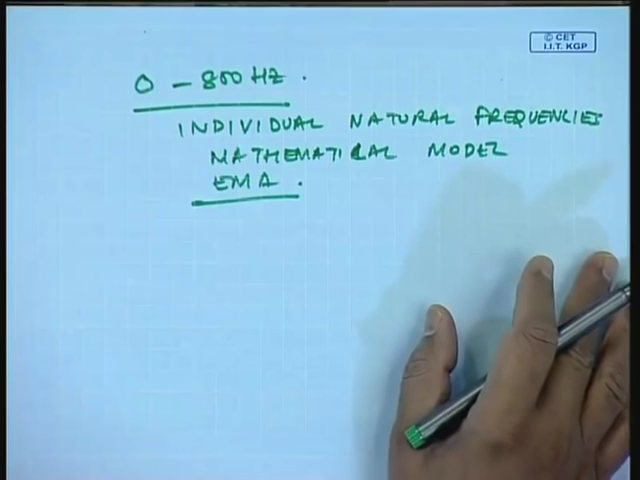 © CET
I.I.T. KGP
0 – 800 HZ.
INDIVIDUAL NATURAL FREQUENCIES
MATHEMATICAL MODEL
EMA.